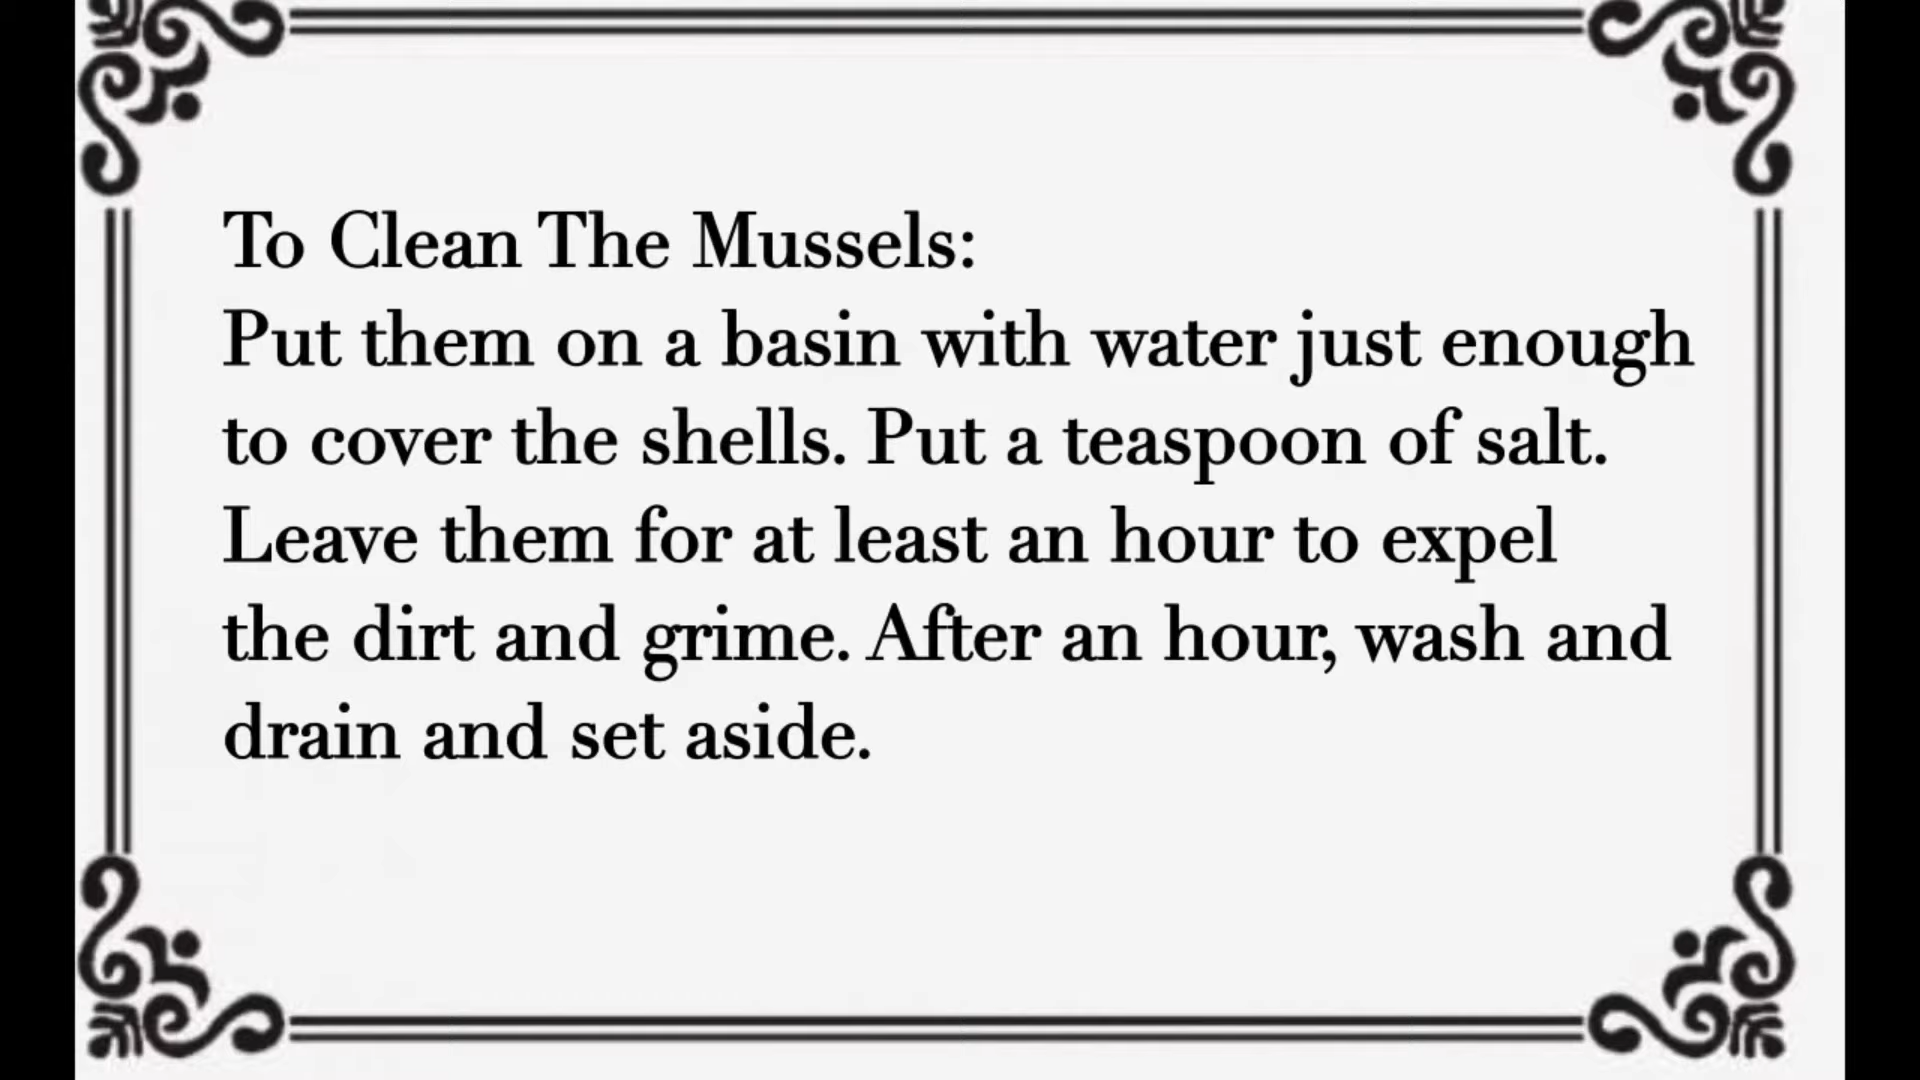 To Clean The Mussels:
Put them on a basin with water just enough
to cover the shells. Put a teaspoon of salt.
Leave them for at least an hour to expel
the dirt and grime. After an hour, wash and
drain and set aside.